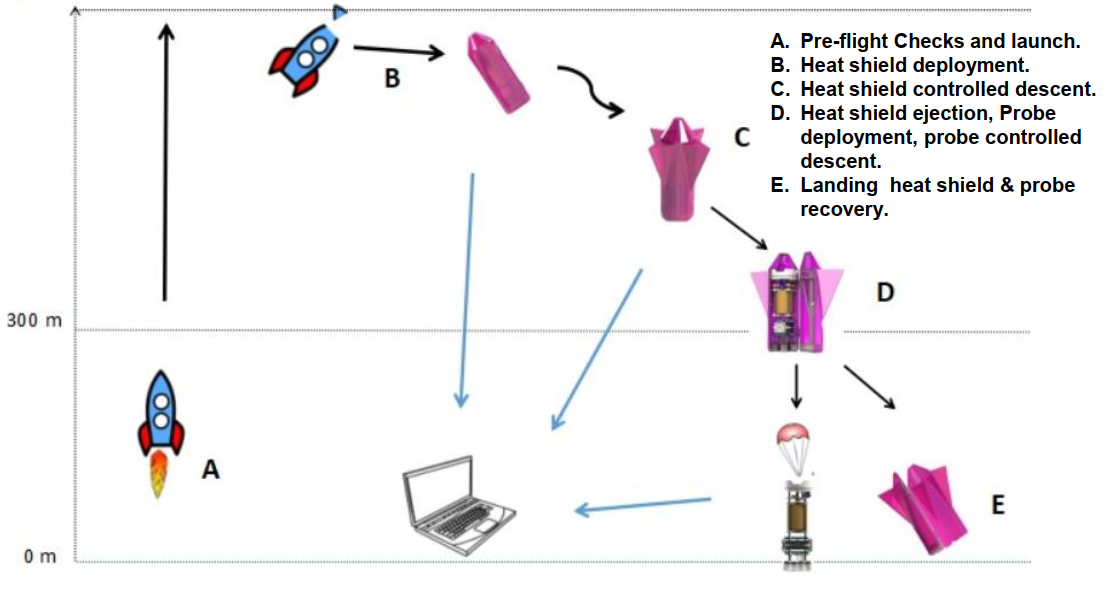 A. Pre-flight Checks and launch.
B. Heat shield deployment.
C. Heat shield controlled descent.
D. Heat shield ejection, Probe
deployment, probe controlled
descent.
E. Landing heat shield & probe
recovery.
B
C
D
300 m
A
E
0 m